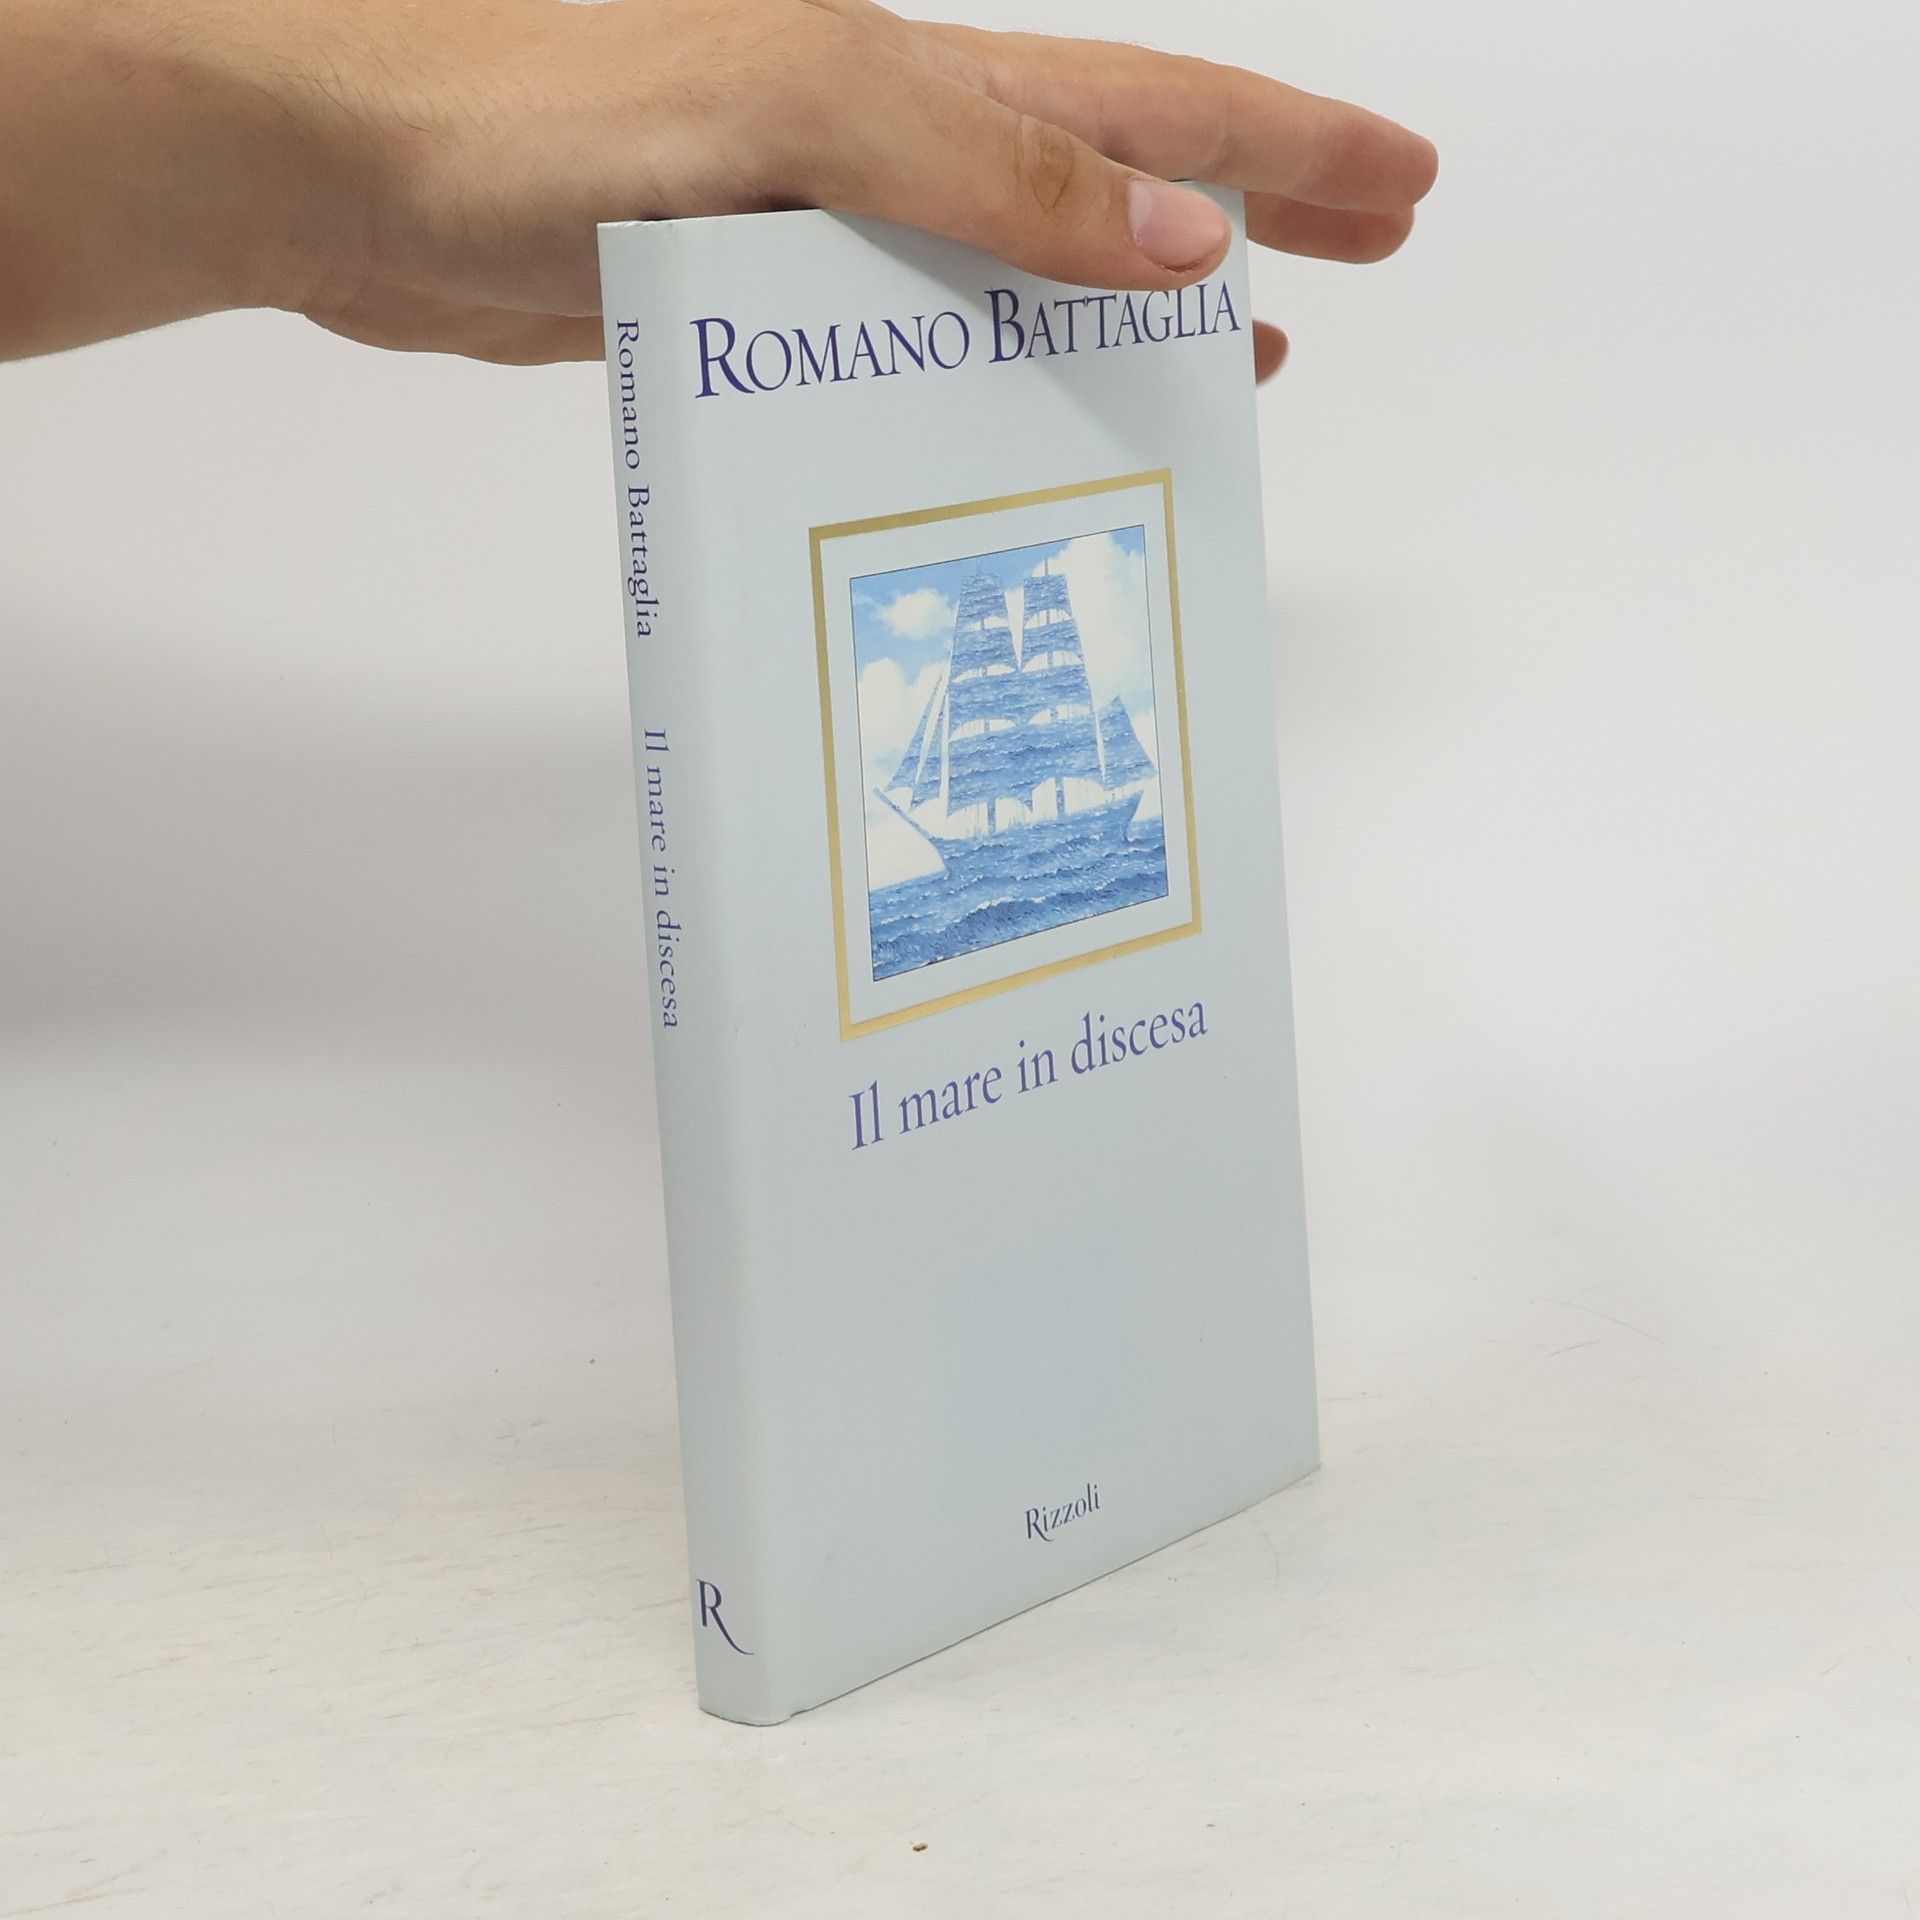 ROMANO BATTAGLIA
Il mare in discesa
Rizzoli
Romano Battaglia Il mare in discesa
R